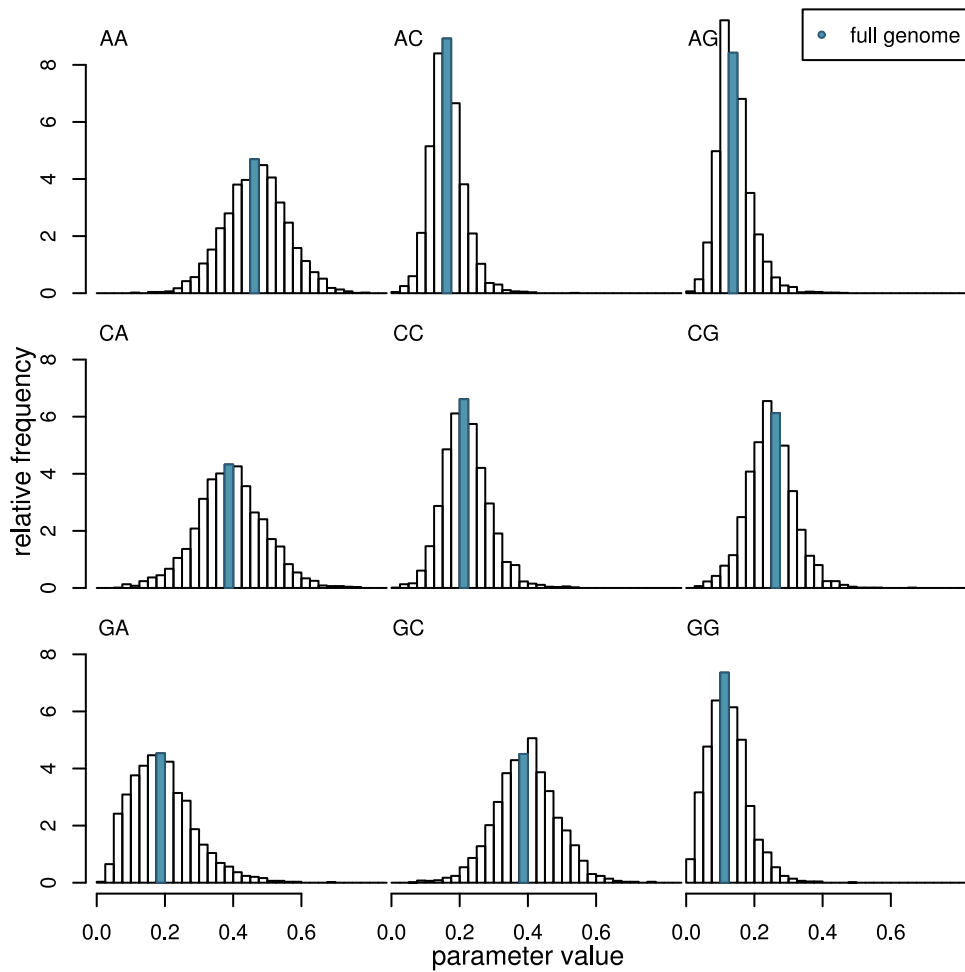 AA
AC
AG
full genome
8
6
4
2
0
CA
CC
CG
8
6
4
2
0
relative frequency
GA
GC
GG
8
6
4
2
0
0.0 0.2 0.4 0.6 0.0 0.2 0.4 0.6 0.0 0.2 0.4 0.6
parameter value